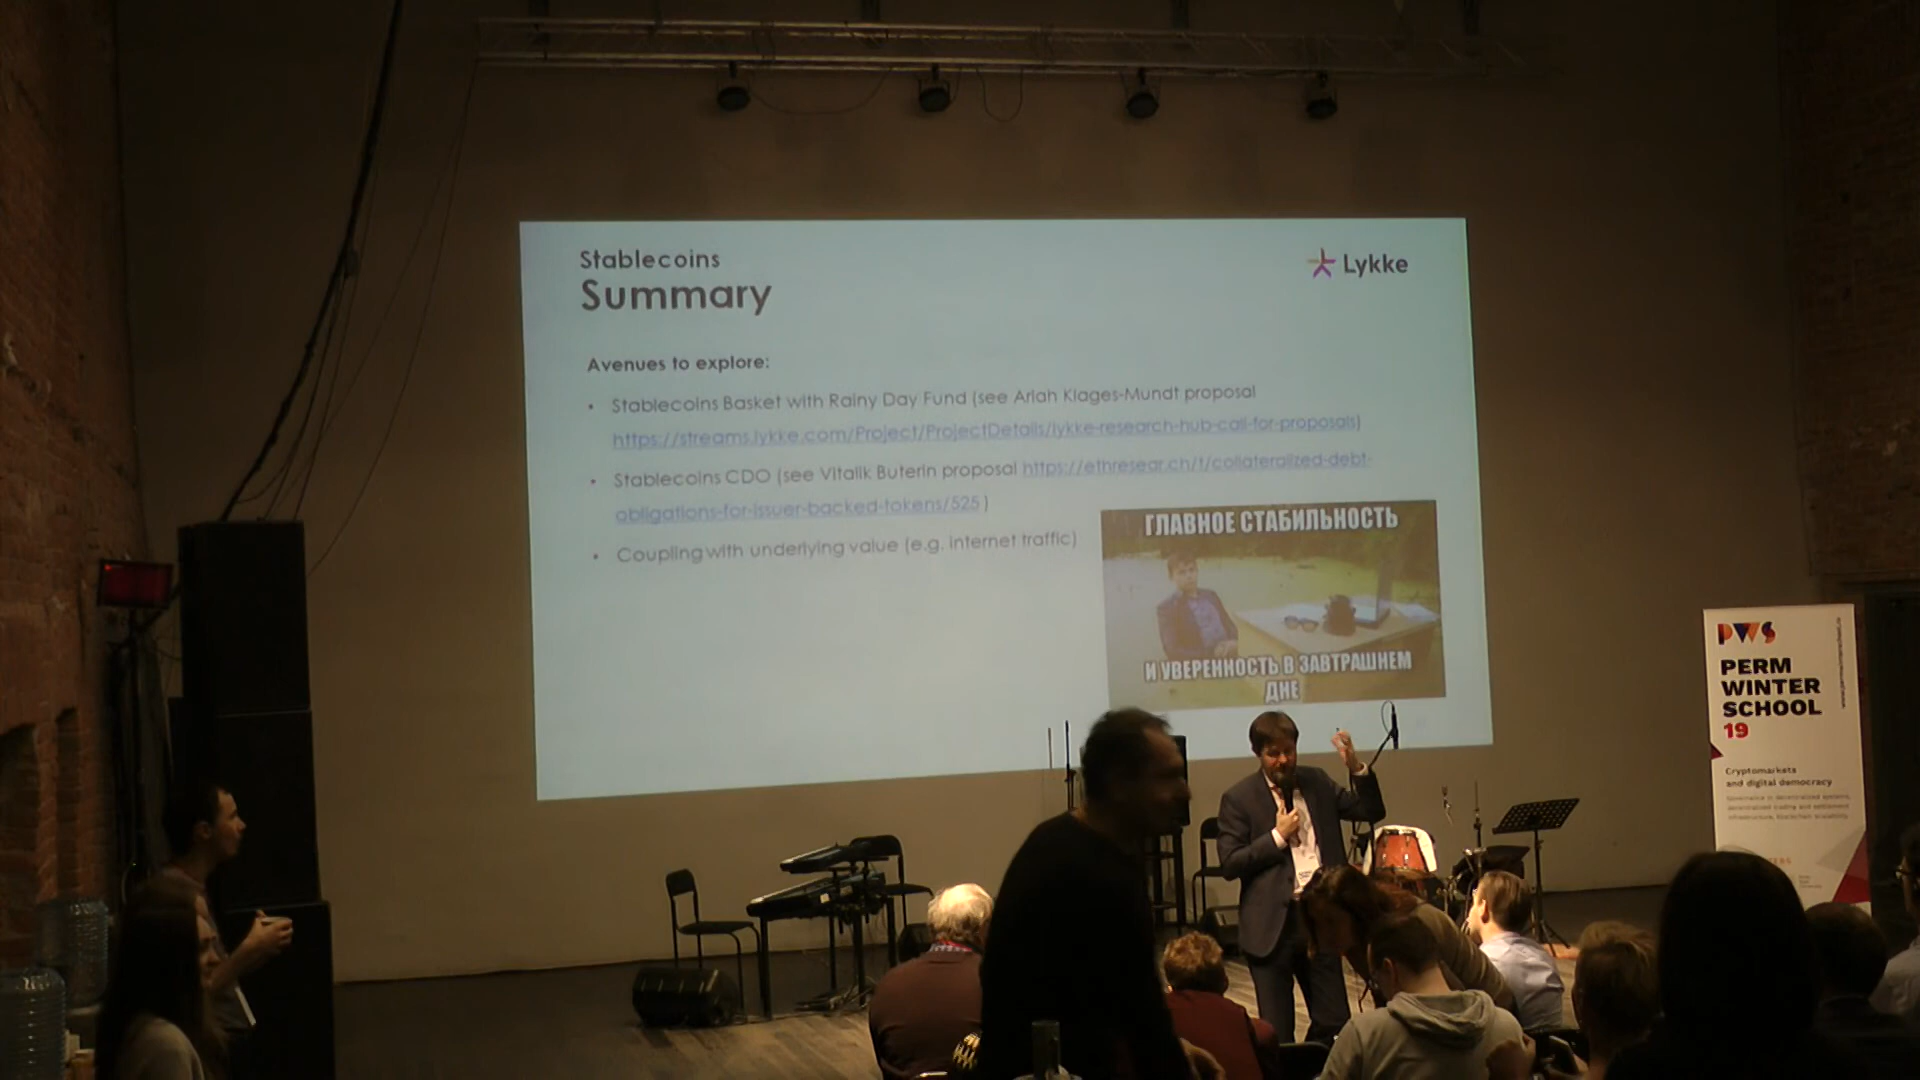 Stablecoins
Summary
Lykke
Avenues to explore:
• Stablecoins Basket with Rainy Day Fund (see Ariah Klages-Mundt proposal
https://streams.lykke.com/Project/ProjectDetails/lykke-research-hub-call-for-proposals)
• Stablecoins CDO (see Vitalik Buterin proposal https://ethresear.ch/t/collateralized-debt-
obligations-for-issuer-backed-tokens/525)
• Coupling with underlying value (e.g. internet traffic)
ГЛАВНОЕ СТАБИЛЬНОСТЬ
И УВЕРЕННОСТЬ В ЗАВТРАШНЕМ
ДНЕ
PWS
PERM
WINTER
SCHOOL
19
Cryptomarkets
and digital democracy